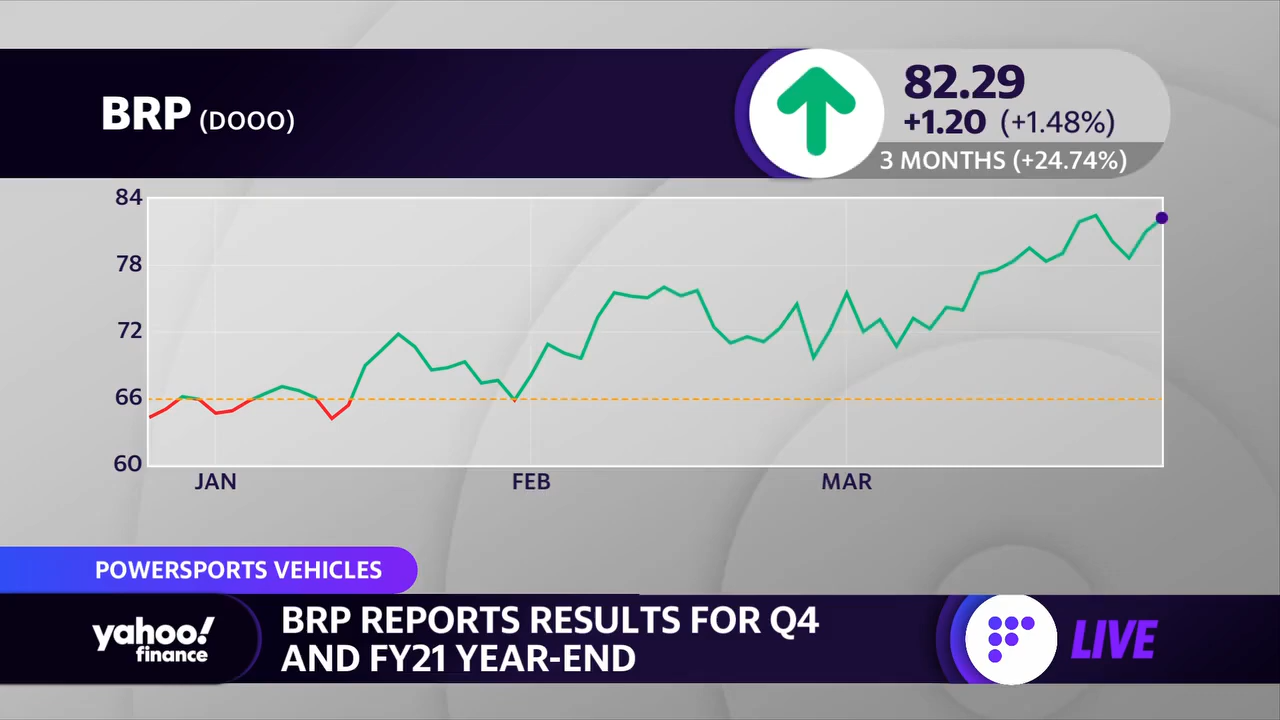 BRP (DOOO)
82.29
+1.20 (+1.48%)
3 MONTHS (+24.74%)
84
78
72
66
60
JAN FEB MAR
POWERSPORTS VEHICLES
yahoo!
finance
BRP REPORTS RESULTS FOR Q4
AND FY21 YEAR-END
LIVE